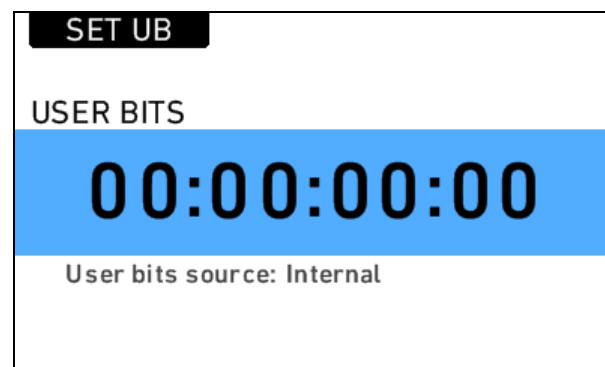 SET UB
USER BITS
00:00:00:00
User bits source: Internal